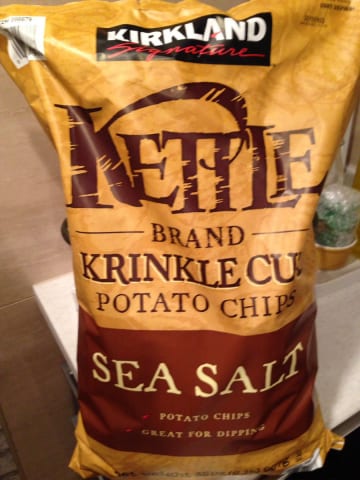 KIRKLAND
Signature
KETTLE
BRAND
KRINKLE CUT
POTATO CHIPS
SEA SALT
POTATO CHIPS
GREAT FOR DIPPING